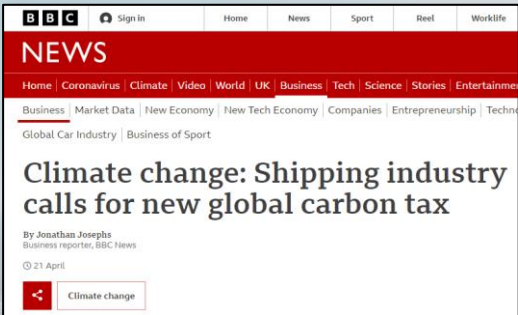 BBC Sign in Home News Sport Reel Worklife
NEWS
Home Coronavirus Climate Video World UK Business Tech Science Stories
Business Market Data New Economy New Tech Economy Companies Entrepreneurship
Global Car Industry Business of Sport
Climate change: Shipping industry
calls for new global carbon tax
By Jonathan Josephs
Business reporter, BBC News
21 April
Climate change